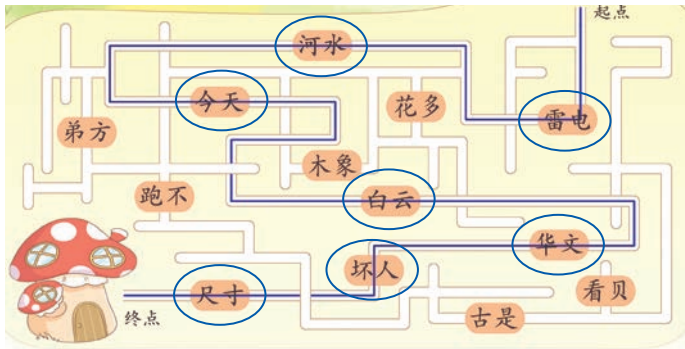 起点
河水
今天
花多
雷电
弟方
木象
跑不
白云
华文
坏人
尺寸
看贝
古是
终点